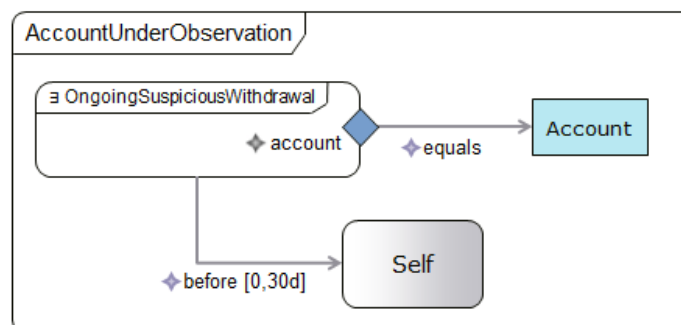 AccountUnderObservation
∃ OngoingSuspiciousWithdrawal
account
equals
Account
Self
before [0,30d]